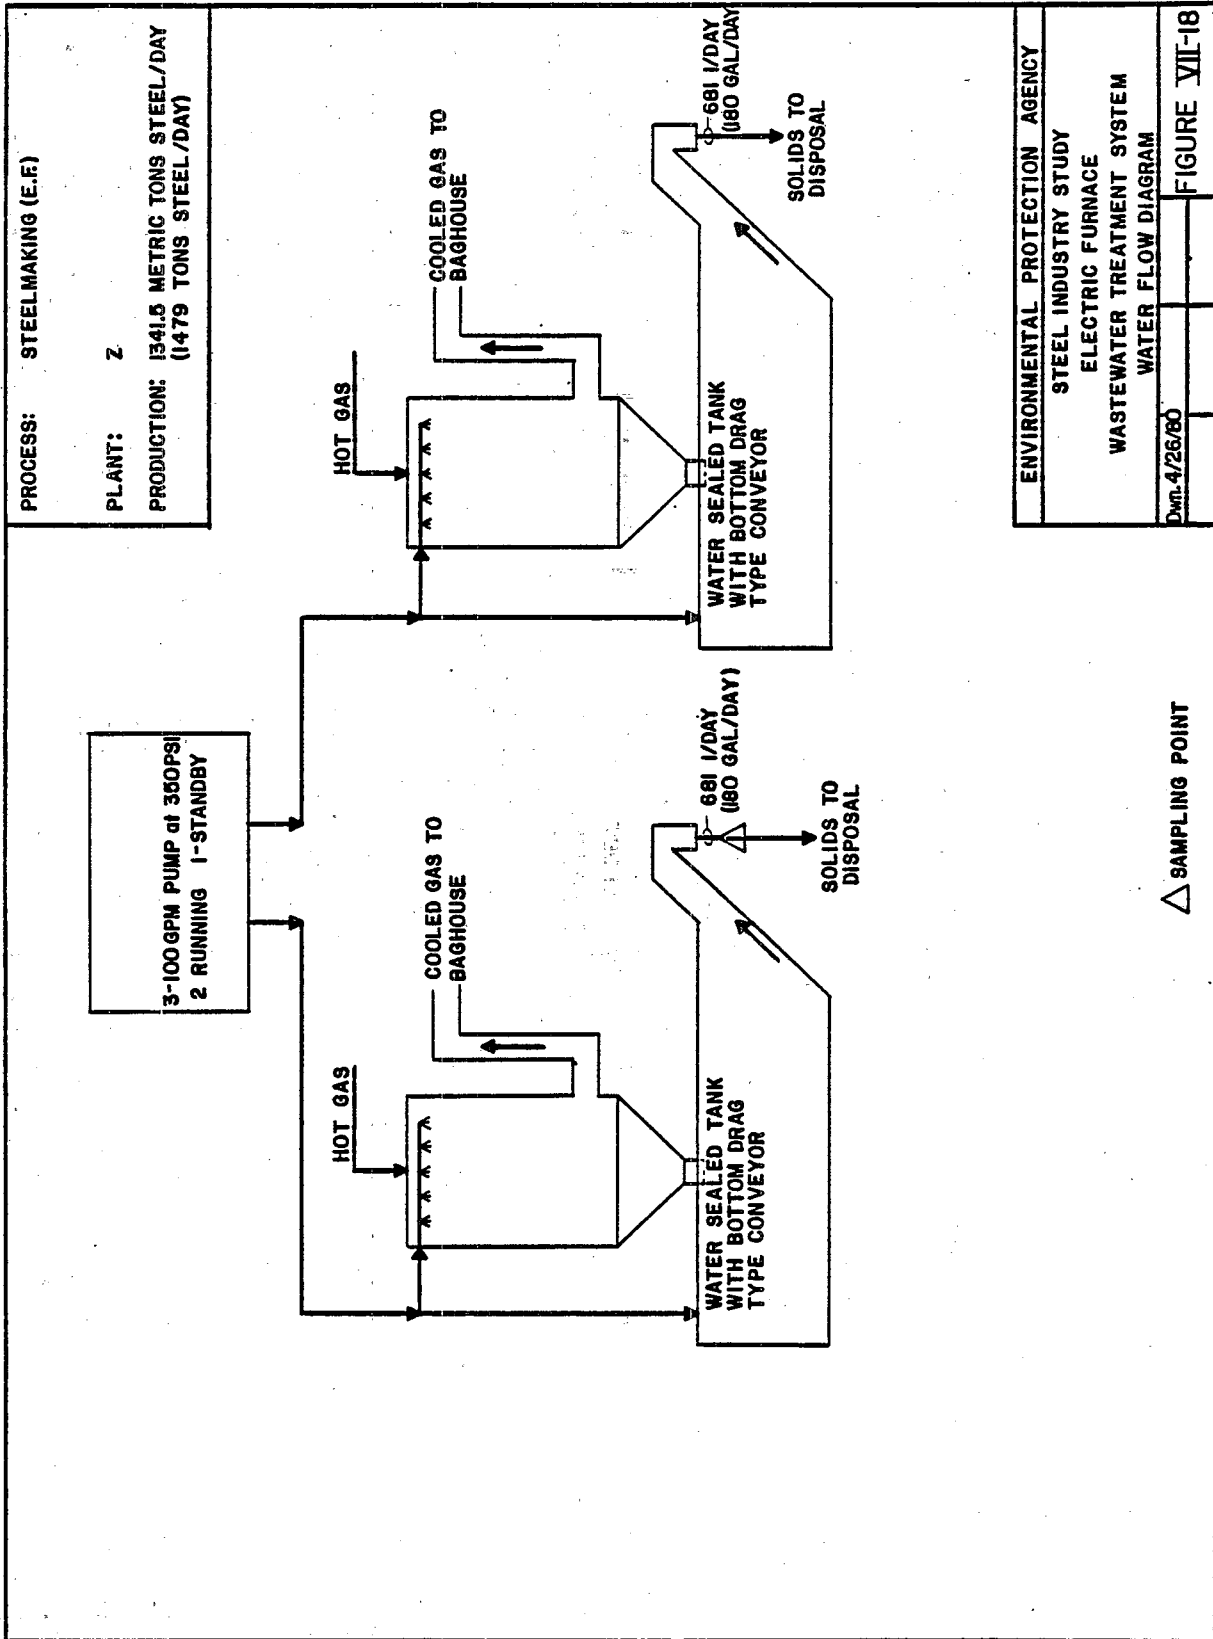 PROCESS: STEELMAKING (E.F.)
PLANT: Z
PRODUCTION: 1341.5 METRIC TONS STEEL/DAY
(1479 TONS STEEL/DAY)
3-100 GPM PUMP at 350PSI
2 RUNNING 1-STANDBY
HOT GAS
COOLED GAS TO
BAGHOUSE
WATER SEALED TANK
WITH BOTTOM DRAG
TYPE CONVEYOR
681 l/DAY
(180 GAL/DAY)
SOLIDS TO
DISPOSAL
HOT GAS
COOLED GAS TO
BAGHOUSE
WATER SEALED TANK
WITH BOTTOM DRAG
TYPE CONVEYOR
681 l/DAY
(180 GAL/DAY)
SOLIDS TO
DISPOSAL
△ SAMPLING POINT
ENVIRONMENTAL PROTECTION AGENCY
STEEL INDUSTRY STUDY
ELECTRIC FURNACE
WASTEWATER TREATMENT SYSTEM
WATER FLOW DIAGRAM
Dwn. 4/26/80
FIGURE VII-18